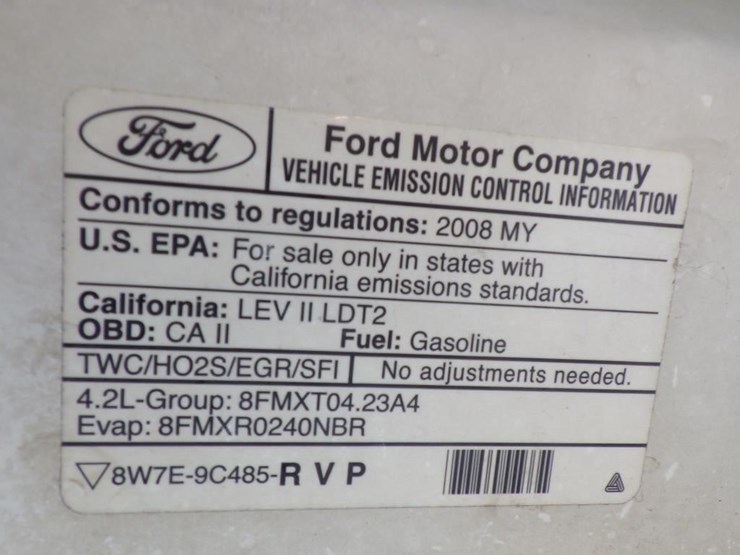 Ford
Ford Motor Company
VEHICLE EMISSION CONTROL INFORMATION
Conforms to regulations: 2008 MY
U.S. EPA: For sale only in states with
California emissions standards.
California: LEV II LDT2
OBD: CA II Fuel: Gasoline
TWC/HO2S/EGR/SFI No adjustments needed.
4.2L-Group: 8FMXT04.23A4
Evap: 8FMXR0240NBR
8W7E-9C485-R V P